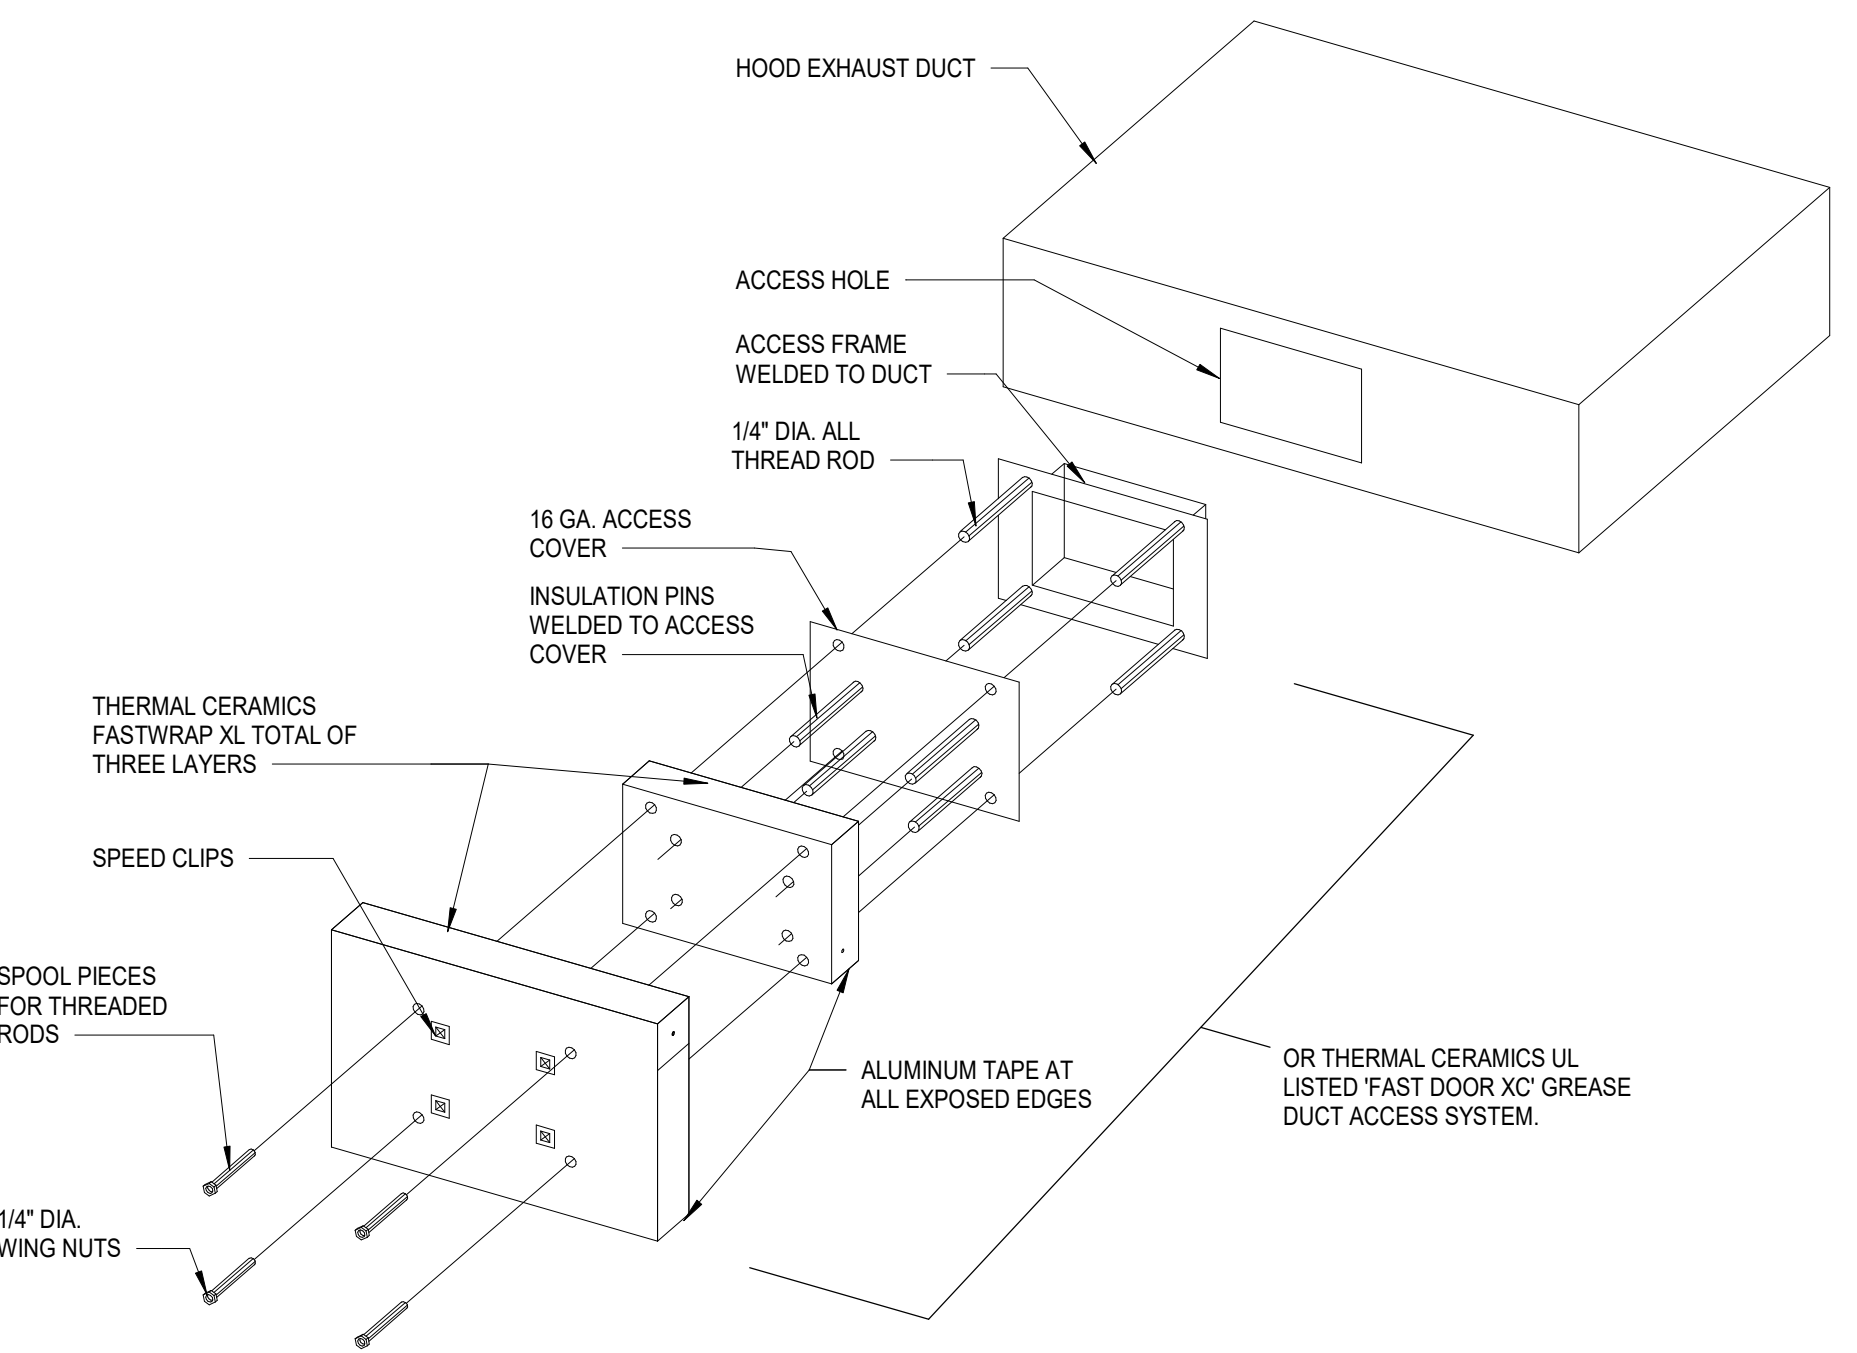 HOOD EXHAUST DUCT
ACCESS HOLE
ACCESS FRAME
WELDED TO DUCT
1/4" DIA. ALL
THREAD ROD
16 GA. ACCESS
COVER
INSULATION PINS
WELDED TO ACCESS
COVER
THERMAL CERAMICS
FASTWRAP XL TOTAL OF
THREE LAYERS
SPEED CLIPS
SPOOL PIECES
FOR THREADED
RODS
1/4" DIA.
WING NUTS
ALUMINUM TAPE AT
ALL EXPOSED EDGES
OR THERMAL CERAMICS UL
LISTED 'FAST DOOR XC' GREASE
DUCT ACCESS SYSTEM.